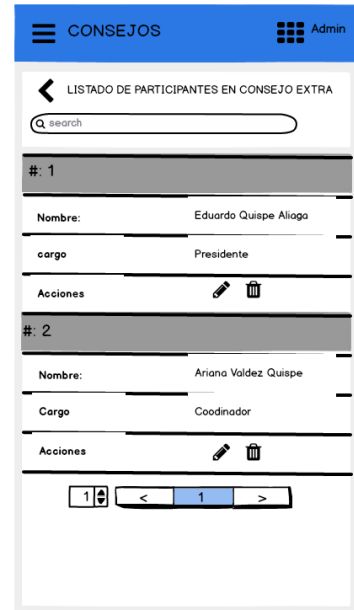 CONSEJOS Admin
LISTADO DE PARTICIPANTES EN CONSEJO EXTRA
search
#: 1
Nombre: Eduardo Quispe Aliaga
cargo Presidente
Acciones
#: 2
Nombre: Ariana Valdez Quispe
Cargo Coodinador
Acciones
1 < 1 >